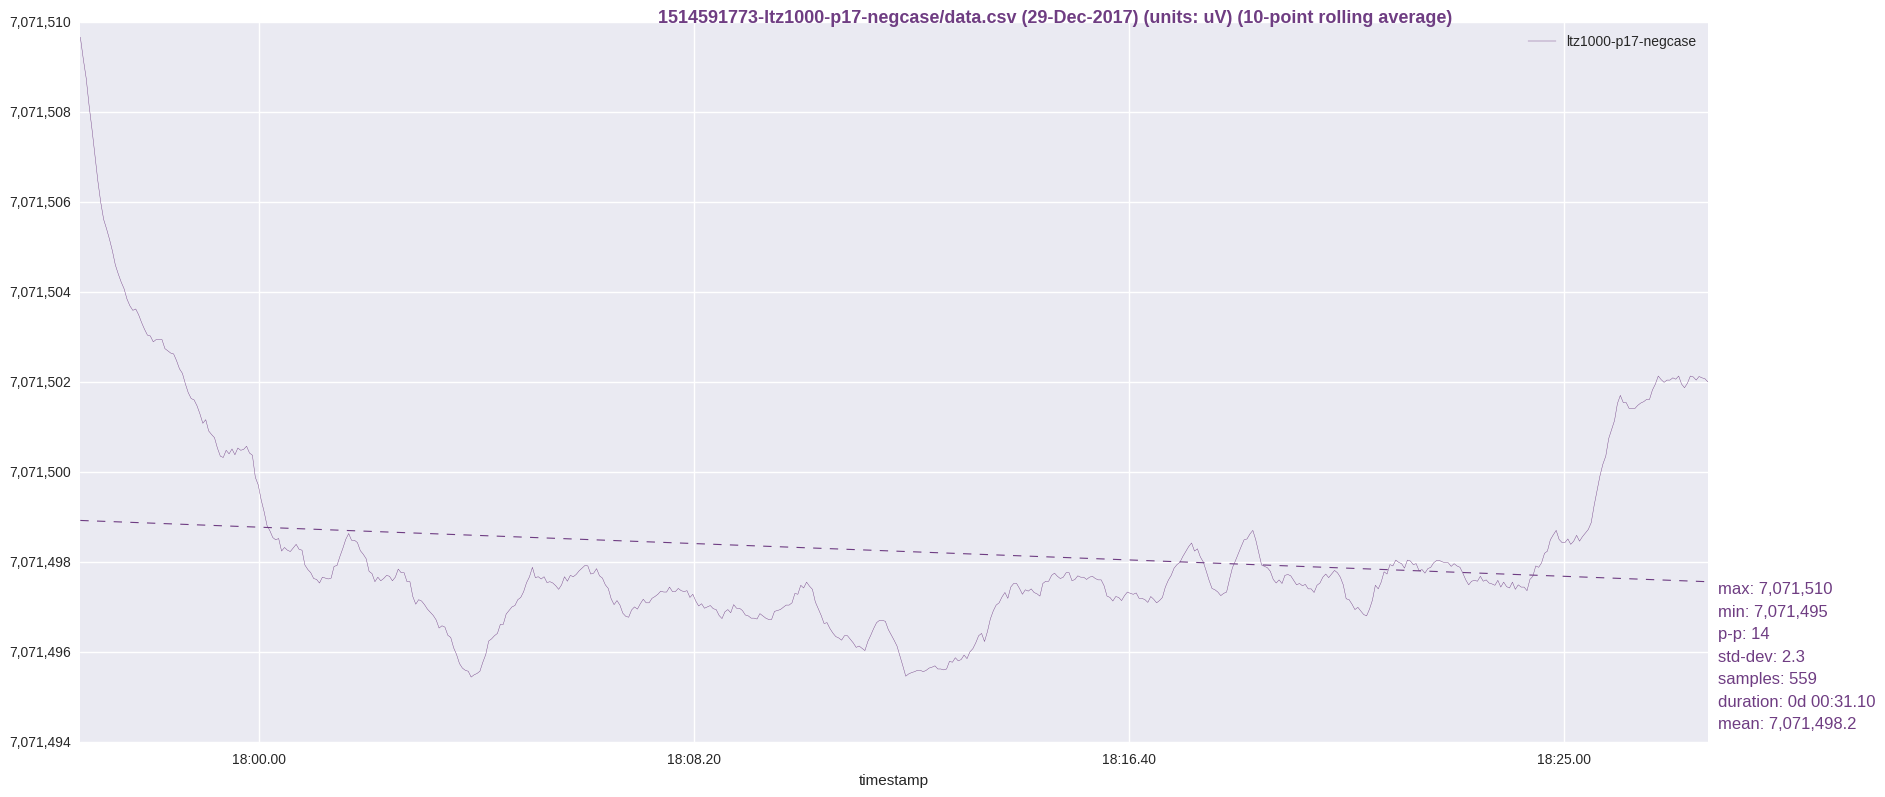 1514591773-ltz1000-p17-negcase/data.csv (29-Dec-2017) (units: uV) (10-point rolling average)
ltz1000-p17-negcase
7,071,510
7,071,508
7,071,506
7,071,504
7,071,502
7,071,500
7,071,498
7,071,496
7,071,494
18:00.00
18:08.20
18:16.40
18:25.00
timestamp
max: 7,071,510
min: 7,071,495
p-p: 14
std-dev: 2.3
samples: 559
duration: 0d 00:31.10
mean: 7,071,498.2